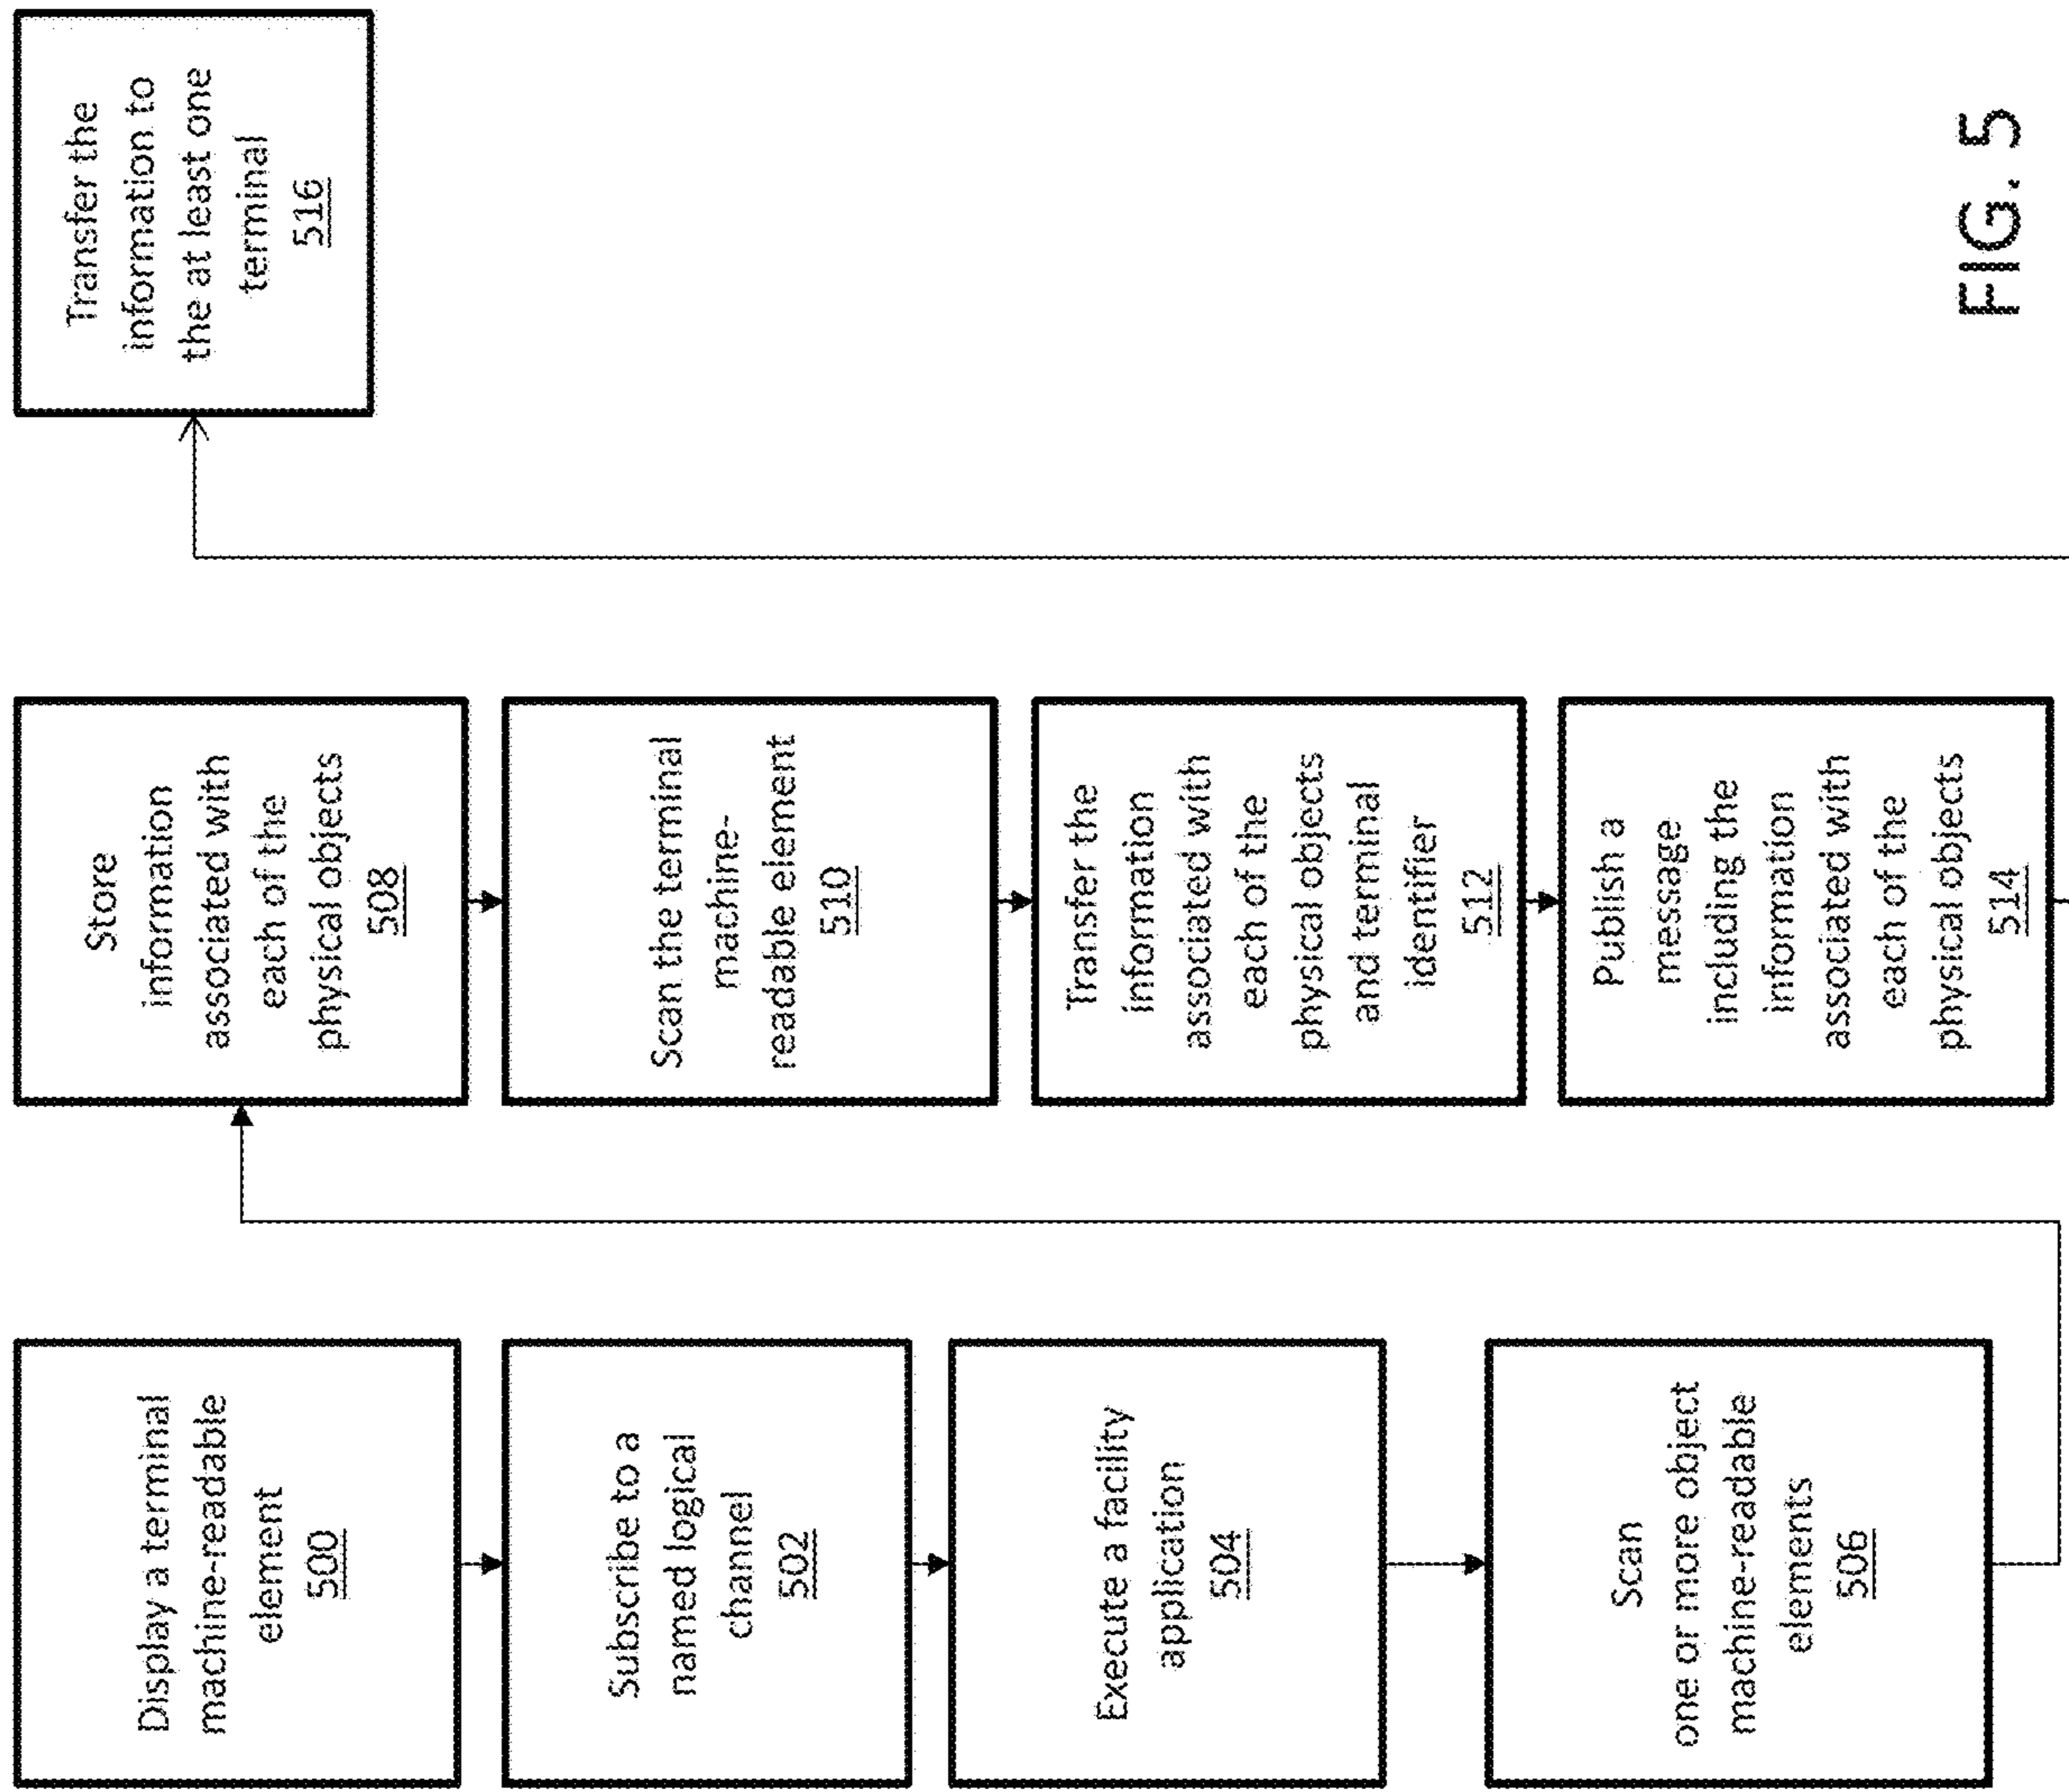 Display a terminal
machine-readable
element
500
Subscribe to a
named logical
channel
502
Execute a facility
application
504
Scan
one or more object
machine-readable
elements
506
Store
information
associated with
each of the
physical objects
508
Scan the terminal
machine-
readable element
510
Transfer the
information
associated with
each of the
physical objects
and terminal
identifier
512
Publish a
message
including the
information
associated with
each of the
physical objects
514
Transfer the
information to
the at least one
terminal
516
FIG. 5